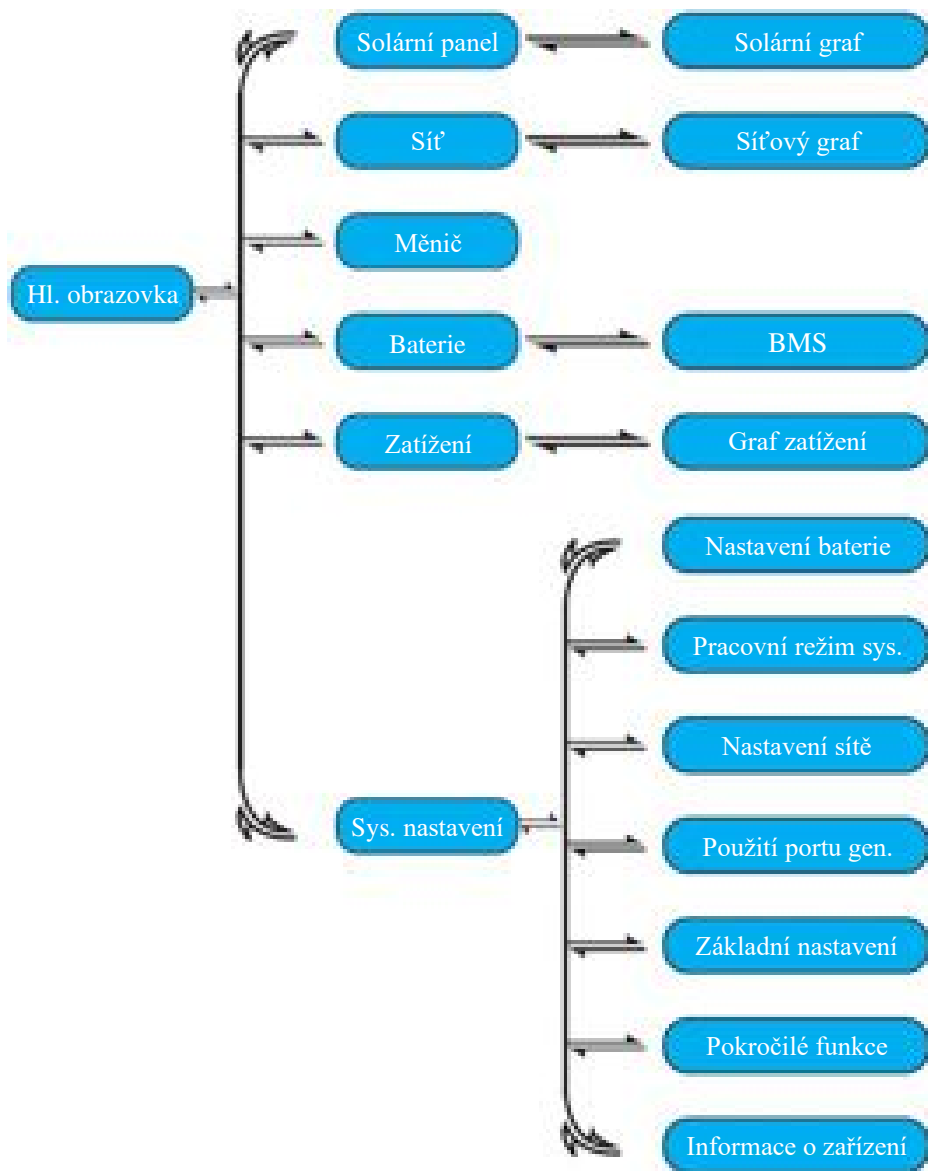 Solární panel
Solární graf
Síť
Síťový graf
Měnič
Hl. obrazovka
Baterie
BMS
Zatížení
Graf zatížení
Nastavení baterie
Pracovní režim sys.
Nastavení sítě
Sys. nastavení
Použití portu gen.
Základní nastavení
Pokročilé funkce
Informace o zařízení